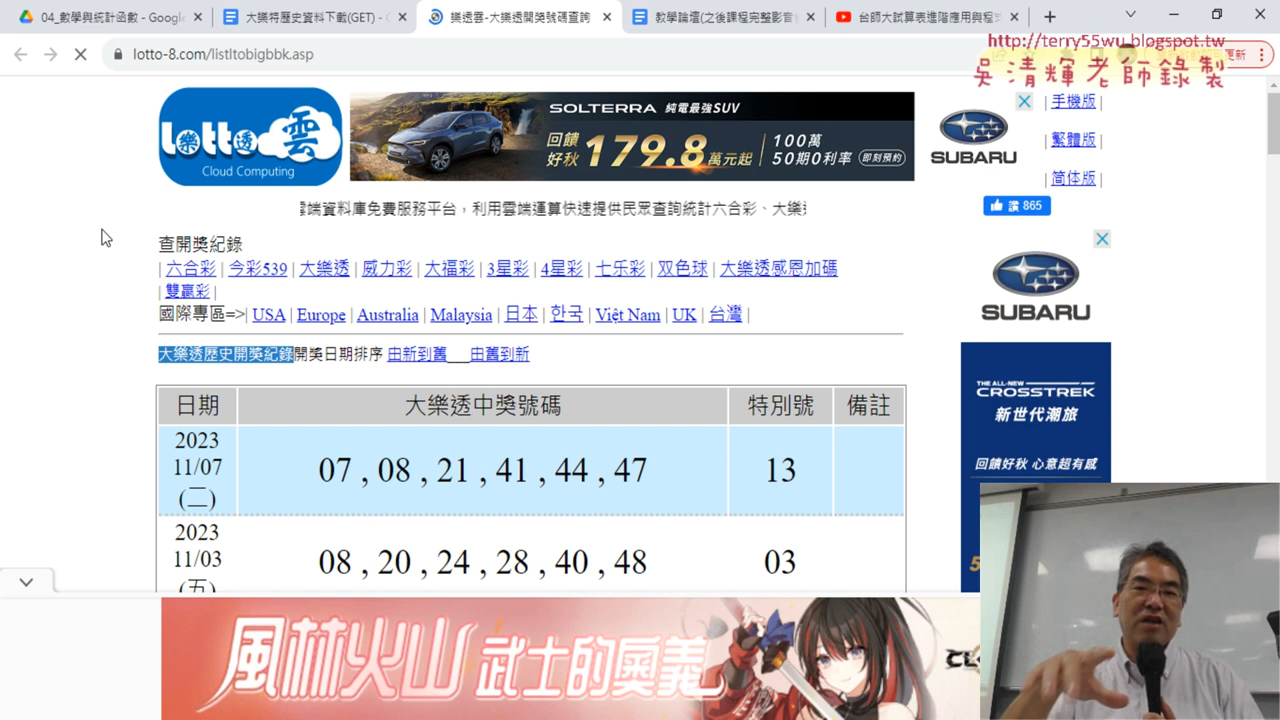 04_數學與統計函數 - Google
大樂特歷史資料下載(GET) - G
樂透雲-大樂透開獎號碼查詢
教學論壇(之後課程完整影音
台師大試算表進階應用與程式
lotto-8.com/listltobigbbk.asp
http://terry55wu.blogspot.tw
更新
吳清輝老師錄製
Lotto
樂透雲
Cloud Computing
SOLTERRA 純電最強SUV
回饋
好秋 179.8萬元起
100萬
50期0利率
即刻預約
SUBARU
| 手機版 |
| 繁體版 |
| 简体版 |
讚 865
雲端資料庫免費服務平台，利用雲端運算快速提供民眾查詢統計六合彩、大樂透
查開獎紀錄
| 六合彩 | 今彩539 | 大樂透 | 威力彩 | 大福彩 | 3星彩 | 4星彩 | 七乐彩 | 双色球 | 大樂透感恩加碼
| 雙贏彩 |
國際專區=>| USA | Europe | Australia | Malaysia | 日本 | 한국 | Việt Nam | UK | 台灣 |
SUBARU
大樂透歷史開獎紀錄開獎日期排序 由新到舊___由舊到新
日期 大樂透中獎號碼 特別號 備註
2023
11/07
(二)
07 , 08 , 21 , 41 , 44 , 47 13
2023
11/03
(五)
08 , 20 , 24 , 28 , 40 , 48 03
THE ALL-NEW
CROSSTREK
新世代潮旅
回饋好秋 心意超有感
風林火山 武士的奧義